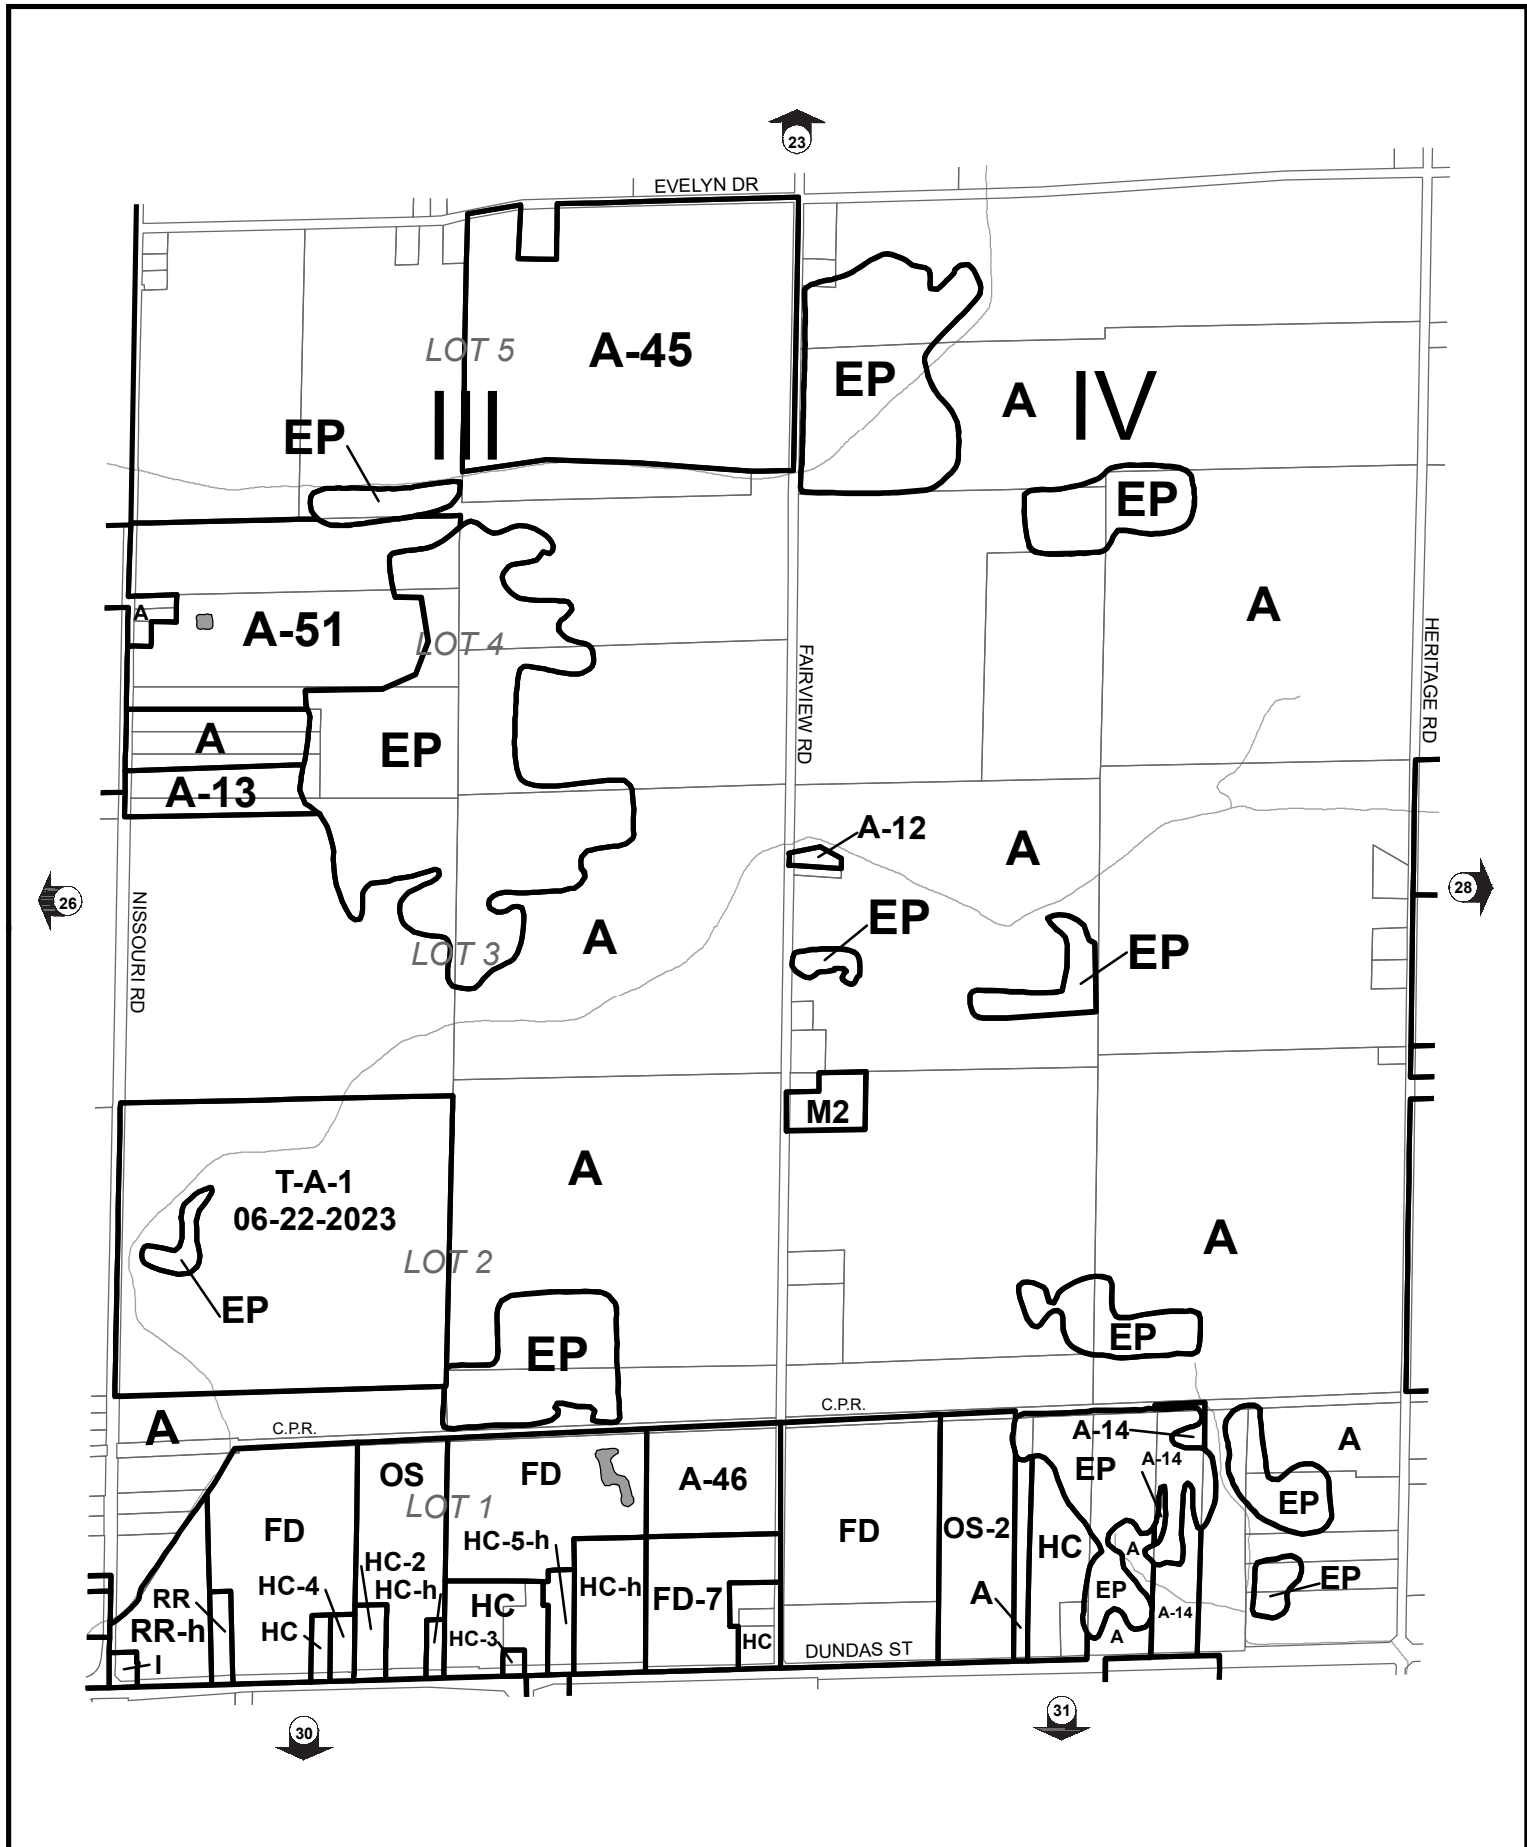 23
EVELYN DR
LOT 5
A-45
EP
A
IV
EP
III
EP
A
A-51
LOT 4
A
HERITAGE RD
FAIRVIEW RD
A
EP
A-13
A-12
A
26
28
NISSOURI RD
EP
A
LOT 3
EP
M2
A
T-A-1
06-22-2023
A
LOT 2
EP
EP
EP
C.P.R.
C.P.R.
A
A-14
A
A-14
EP
OS
FD
A-46
LOT 1
EP
FD
FD
OS-2
HC-5-h
HC
A
HC-2
HC-4
HC-h
HC-h
EP
EP
RR
HC
FD-7
A
A-14
RR-h
HC
HC-3
HC
A
DUNDAS ST
I
30
31